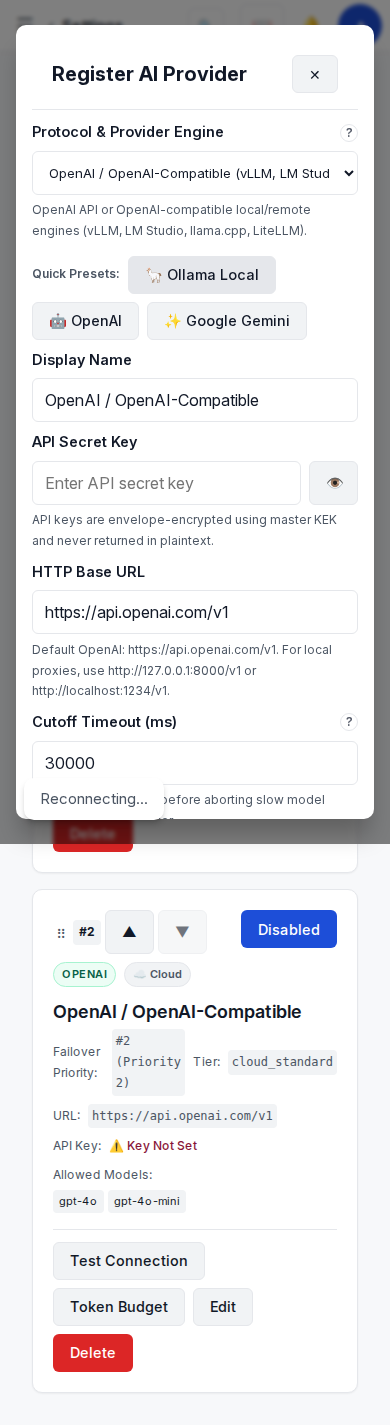 Settings
Register AI Provider
✕
Protocol & Provider Engine
?
OpenAI / OpenAI-Compatible (vLLM, LM Stud
OpenAI API or OpenAI-compatible local/remote
engines (vLLM, LM Studio, llama.cpp, LiteLLM).
Quick Presets:
🦙 Ollama Local
🤖 OpenAI
✨ Google Gemini
Display Name
OpenAI / OpenAI-Compatible
API Secret Key
Enter API secret key
API keys are envelope-encrypted using master KEK
and never returned in plaintext.
HTTP Base URL
https://api.openai.com/v1
Default OpenAI: https://api.openai.com/v1. For local
proxies, use http://127.0.0.1:8000/v1 or
http://localhost:1234/v1.
Cutoff Timeout (ms)
?
30000
Reconnecting...
before aborting slow model
Delete
#2
▲
▼
Disabled
OPENAI
☁️ Cloud
OpenAI / OpenAI-Compatible
Failover
Priority:
#2
(Priority
2)
Tier:
cloud_standard
URL:
https://api.openai.com/v1
API Key:
⚠️ Key Not Set
Allowed Models:
gpt-4o
gpt-4o-mini
Test Connection
Token Budget
Edit
Delete